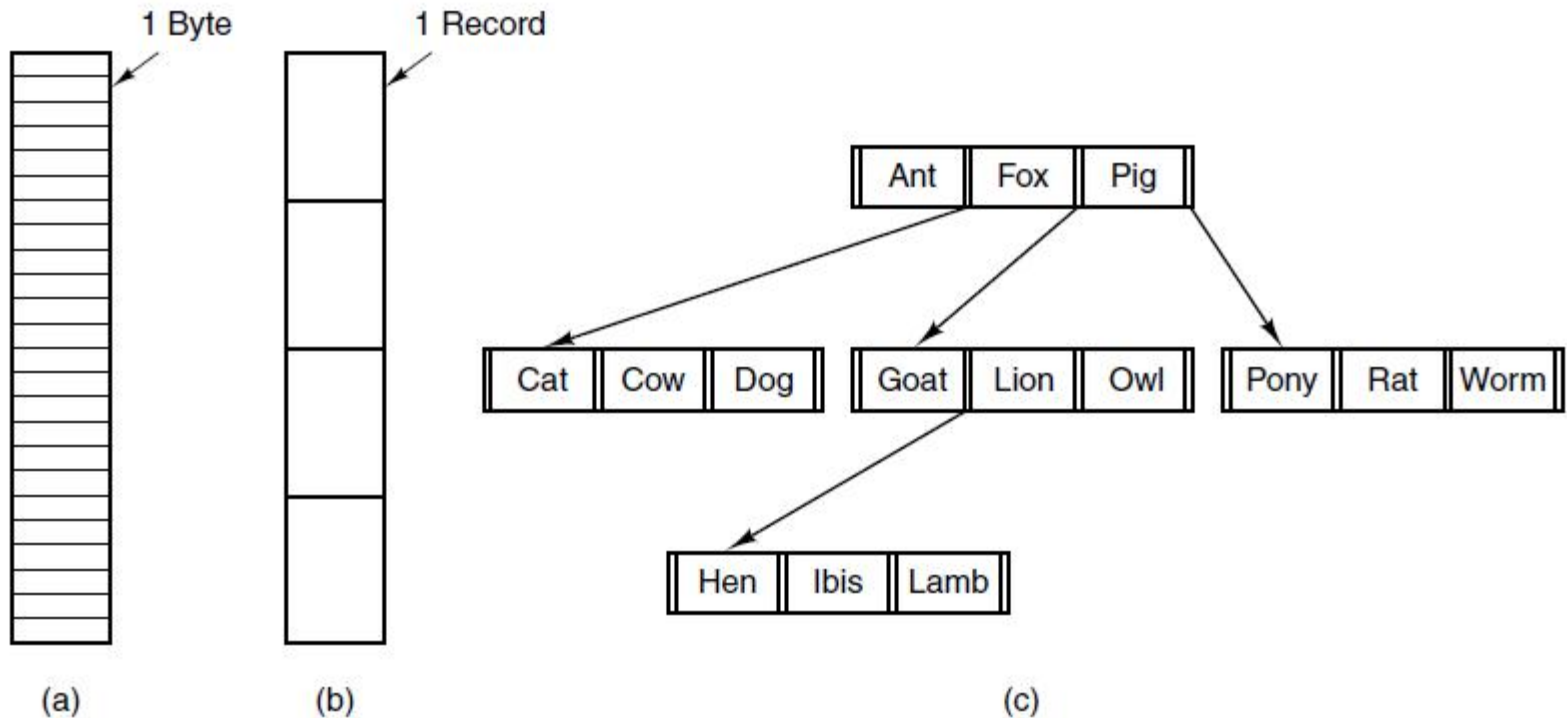 1 Byte
1 Record
Ant Fox Pig
Cat Cow Dog
Goat Lion Owl
Pony Rat Worm
Hen Ibis Lamb
(a)
(b)
(c)